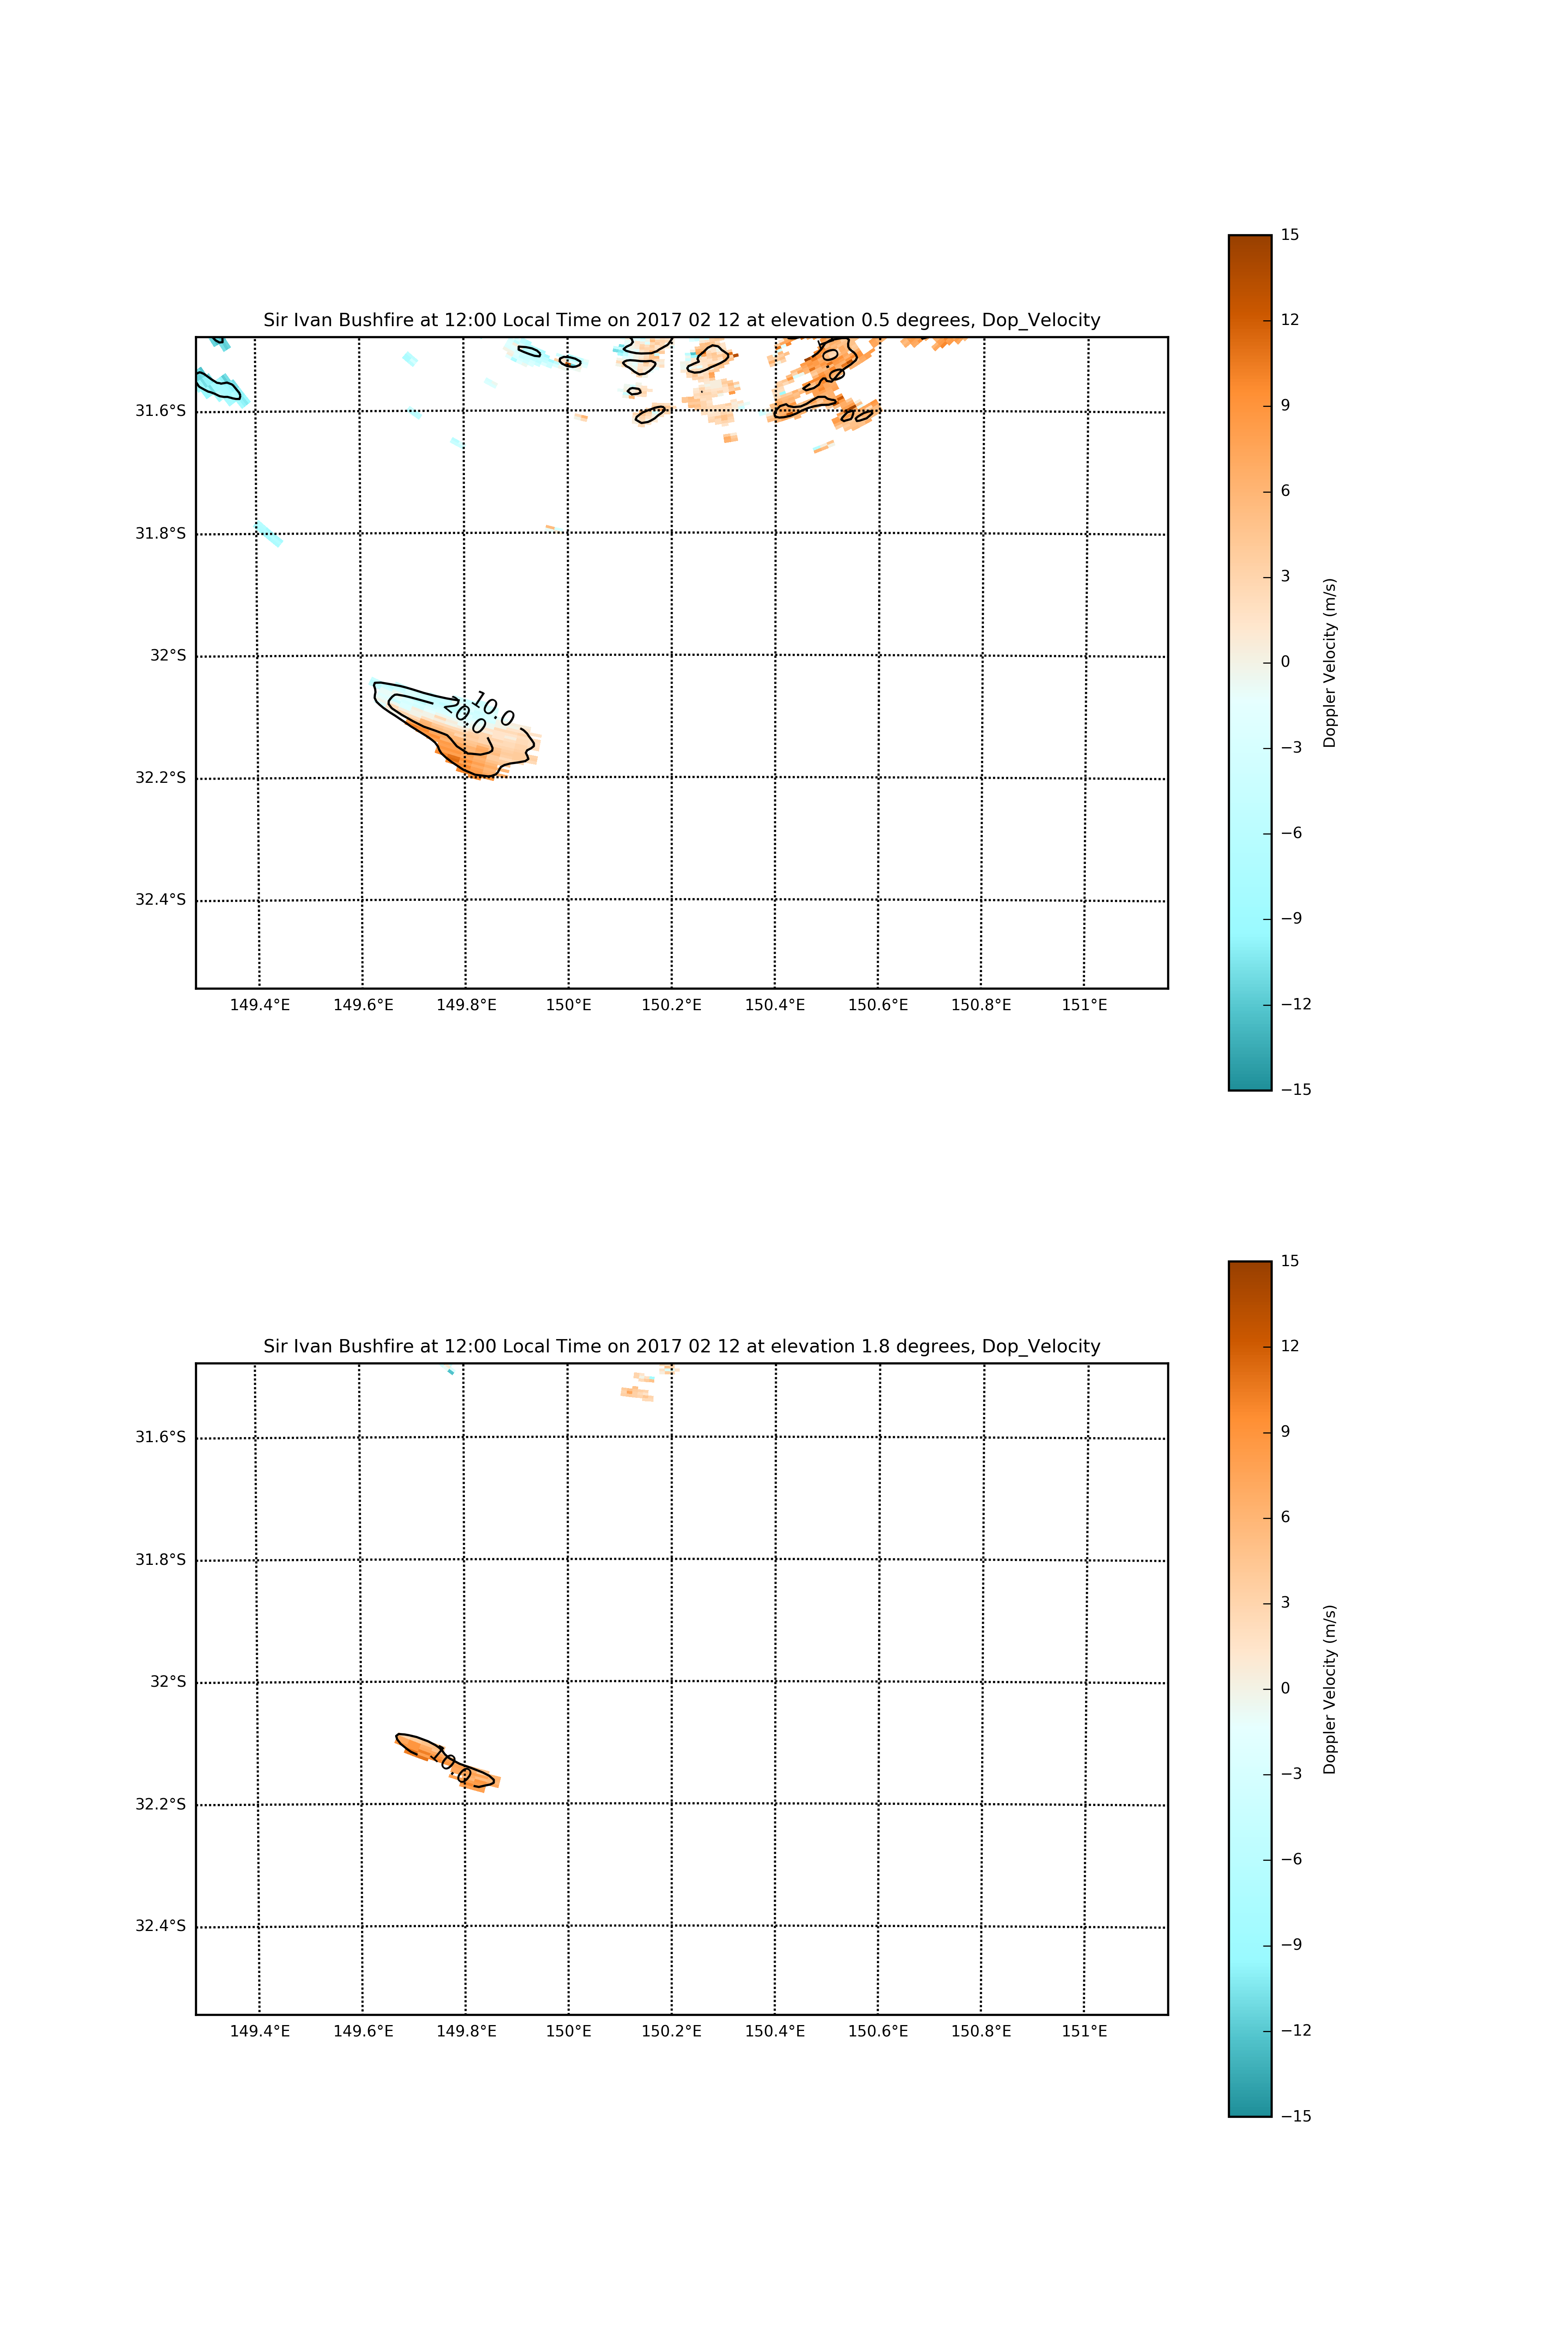 Sir Ivan Bushfire at 12:00 Local Time on 2017 02 12 at elevation 0.5 degrees, Dop_Velocity
31.6°S
31.8°S
32°S
32.2°S
32.4°S
10.0
20.0
149.4°E 149.6°E 149.8°E 150°E 150.2°E 150.4°E 150.6°E 150.8°E 151°E
15
12
9
6
3
0
−3
−6
−9
−12
−15
Doppler Velocity (m/s)
Sir Ivan Bushfire at 12:00 Local Time on 2017 02 12 at elevation 1.8 degrees, Dop_Velocity
31.6°S
31.8°S
32°S
32.2°S
32.4°S
10.0
149.4°E 149.6°E 149.8°E 150°E 150.2°E 150.4°E 150.6°E 150.8°E 151°E
15
12
9
6
3
0
−3
−6
−9
−12
−15
Doppler Velocity (m/s)